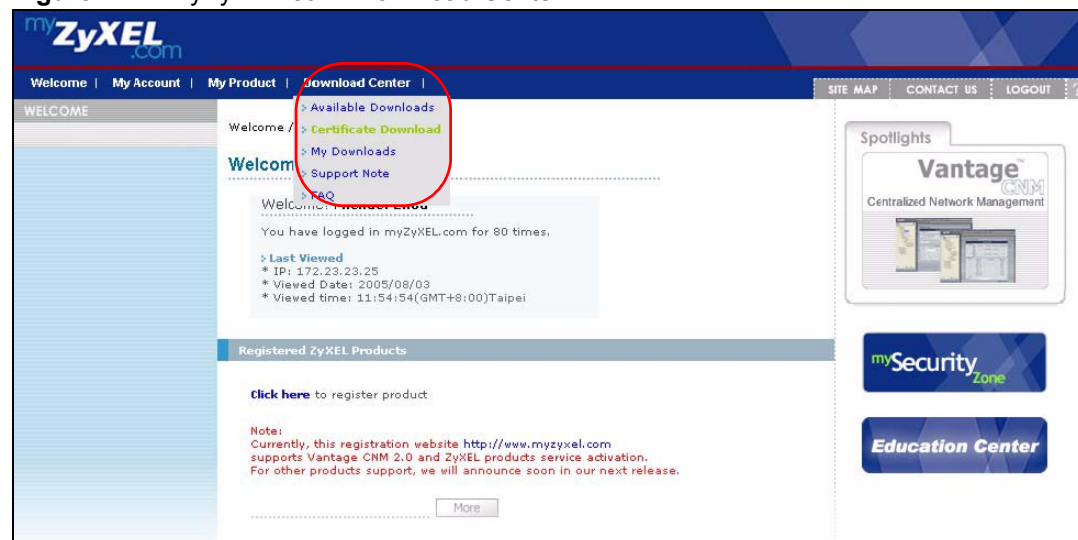 myZyXEL.com
Welcome | My Account | My Product | Download Center |
SITE MAP CONTACT US LOGOUT ?
WELCOME
> Available Downloads
> Certificate Download
> My Downloads
> Support Note
> FAQ
Welcome /
Welcom
Welcome!
You have logged in myZyXEL.com for 80 times.
> Last Viewed
* IP: 172.23.23.25
* Viewed Date: 2005/08/03
* Viewed time: 11:54:54(GMT+8:00)Taipei
Registered ZyXEL Products
Click here to register product
Note:
Currently, this registration website http://www.myzyxel.com
supports Vantage CNM 2.0 and ZyXEL products service activation.
For other products support, we will announce soon in our next release.
More
Spotlights
Vantage™
CNM
Centralized Network Management
mySecurity Zone
Education Center